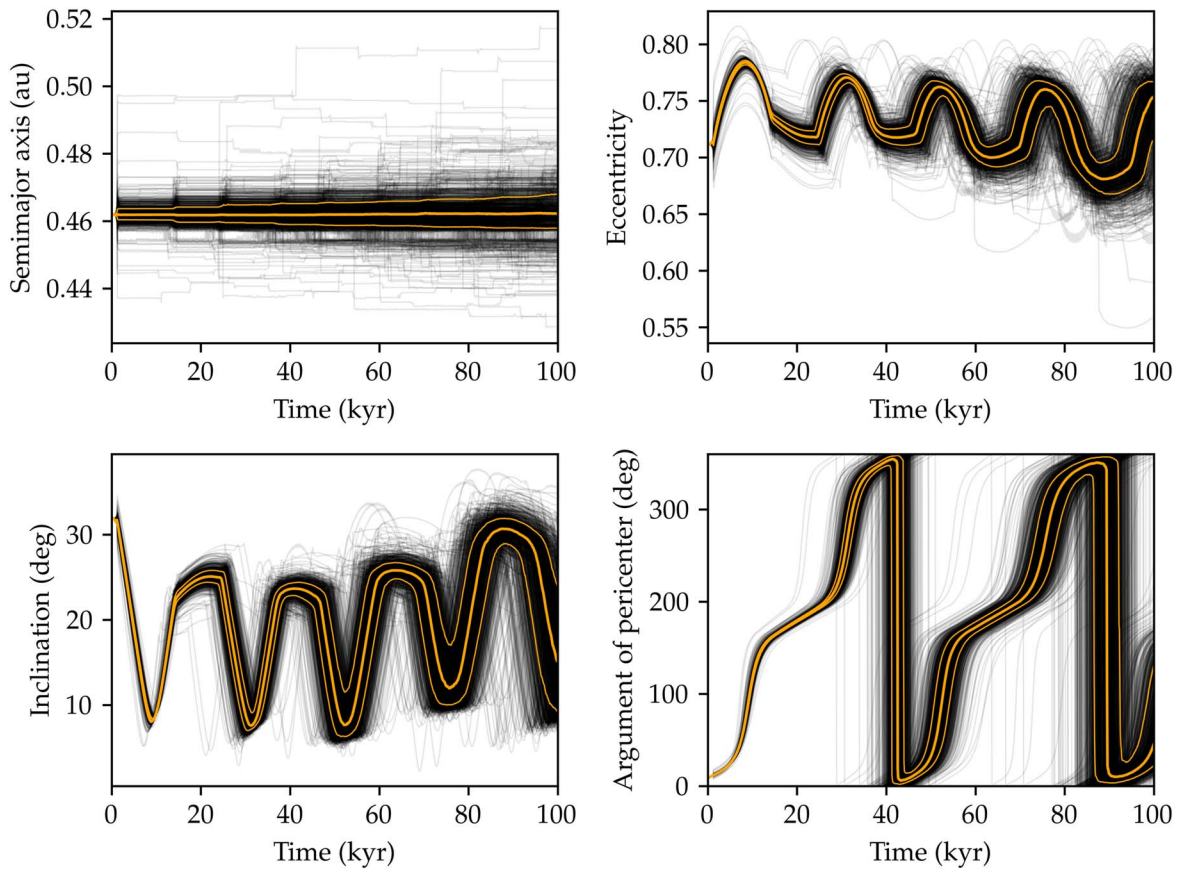 0.52
0.50
0.48
0.46
0.44
Semimajor axis (au)
0 20 40 60 80 100
Time (kyr)
0.80
0.75
0.70
0.65
0.60
0.55
Eccentricity
0 20 40 60 80 100
Time (kyr)
30
20
10
Inclination (deg)
0 20 40 60 80 100
Time (kyr)
300
200
100
0
Argument of pericenter (deg)
0 20 40 60 80 100
Time (kyr)